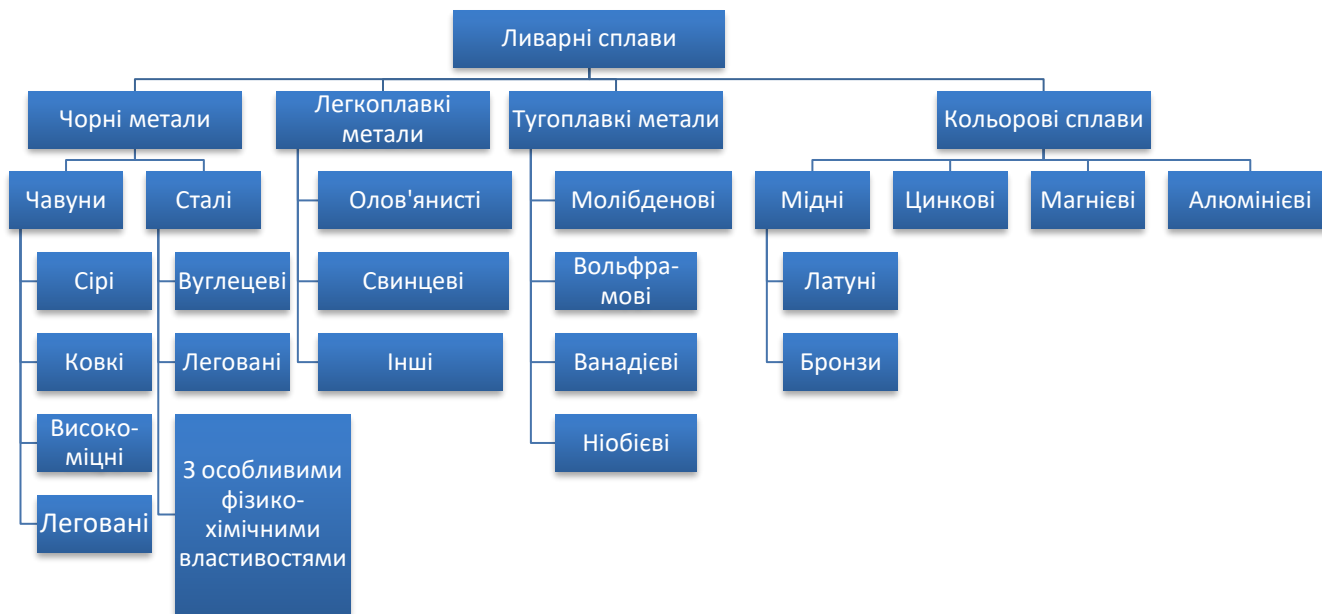 Ливарні сплави
Чорні метали
Легкоплавкі
метали
Тугоплавкі метали
Кольорові сплави
Чавуни
Сталі
Олов'янисті
Молібденові
Мідні
Цинкові
Магнієві
Алюмінієві
Сірі
Вуглецеві
Свинцеві
Вольфра-
мові
Латуні
Ковкі
Леговані
Інші
Ванадієві
Бронзи
Високо-
міцні
З особливими
фізико-
хімічними
властивостями
Ніобієві
Леговані